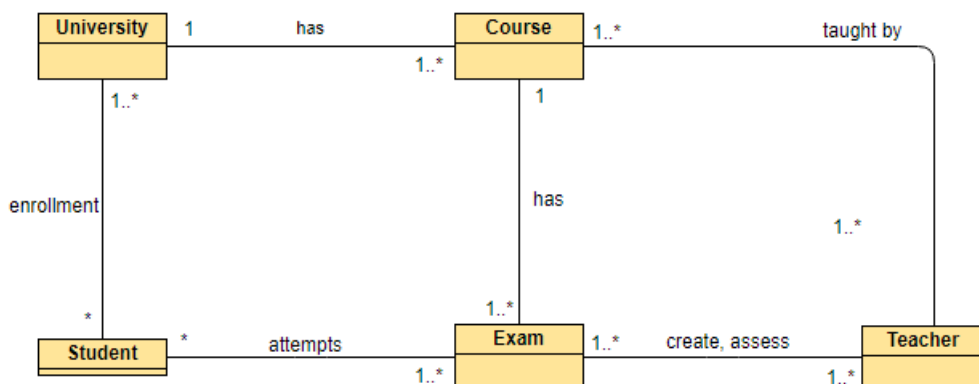 University
1
has
1..*
Course
1..*
taught by
1..*
1
enrollment
has
1..*
*
1..*
Student
*
attempts
1..*
Exam
1..*
create, assess
1..*
Teacher